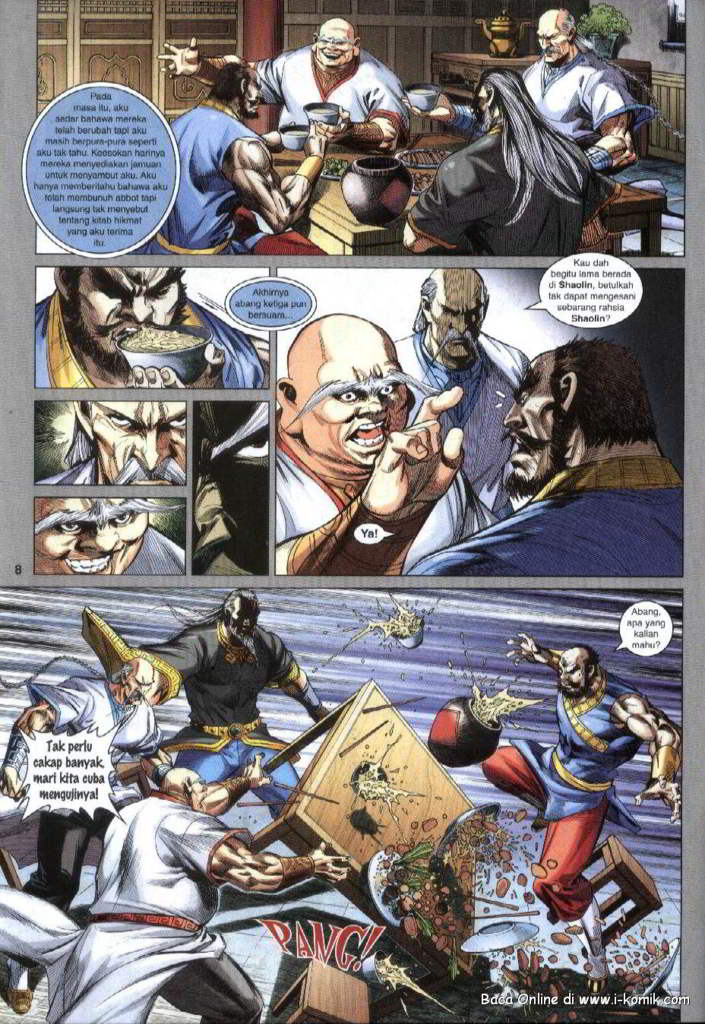 Pada
masa itu, aku
sedar bahawa mereka
telah berubah tapi aku
masih berpura-pura seperti
aku tak tahu. Keesokan harinya
mereka menyediakan jamuan
untuk menyambut aku. Aku
hanya memberitahu bahawa aku
telah membunuh abbot tapi
langsung tak menyebut
tentang kitab hikmat
yang aku terima
itu.
Akhirnya
abang ketiga pun
bersuara...
Kau dah
begitu lama berada
di Shaolin, betulkah
tak dapat mengesani
sebarang rahsia
Shaolin?
Ya!
8
Abang,
apa yang
kalian
mahu?
Tak perlu
cakap banyak,
mari kita cuba
mengujinya!
PANG!
Baca Online di www.i-komik.com